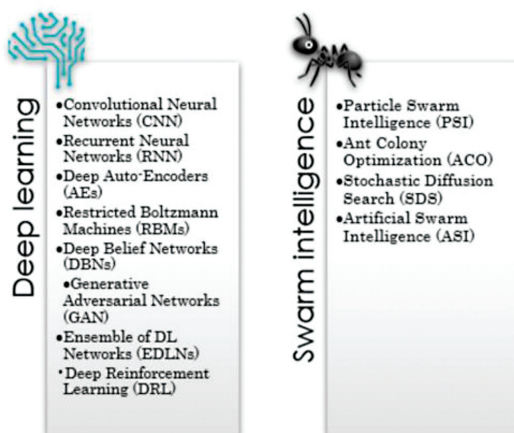 Deep learning
•Convolutional Neural
Networks (CNN)
•Recurrent Neural
Networks (RNN)
•Deep Auto-Encoders
(AEs)
•Restricted Boltzmann
Machines (RBMs)
•Deep Belief Networks
(DBNs)
•Generative
Adversarial Networks
(GAN)
•Ensemble of DL
Networks (EDLNs)
•Deep Reinforcement
Learning (DRL)
Swarm intelligence
•Particle Swarm
Intelligence (PSI)
•Ant Colony
Optimization (ACO)
•Stochastic Diffusion
Search (SDS)
•Artificial Swarm
Intelligence (ASI)